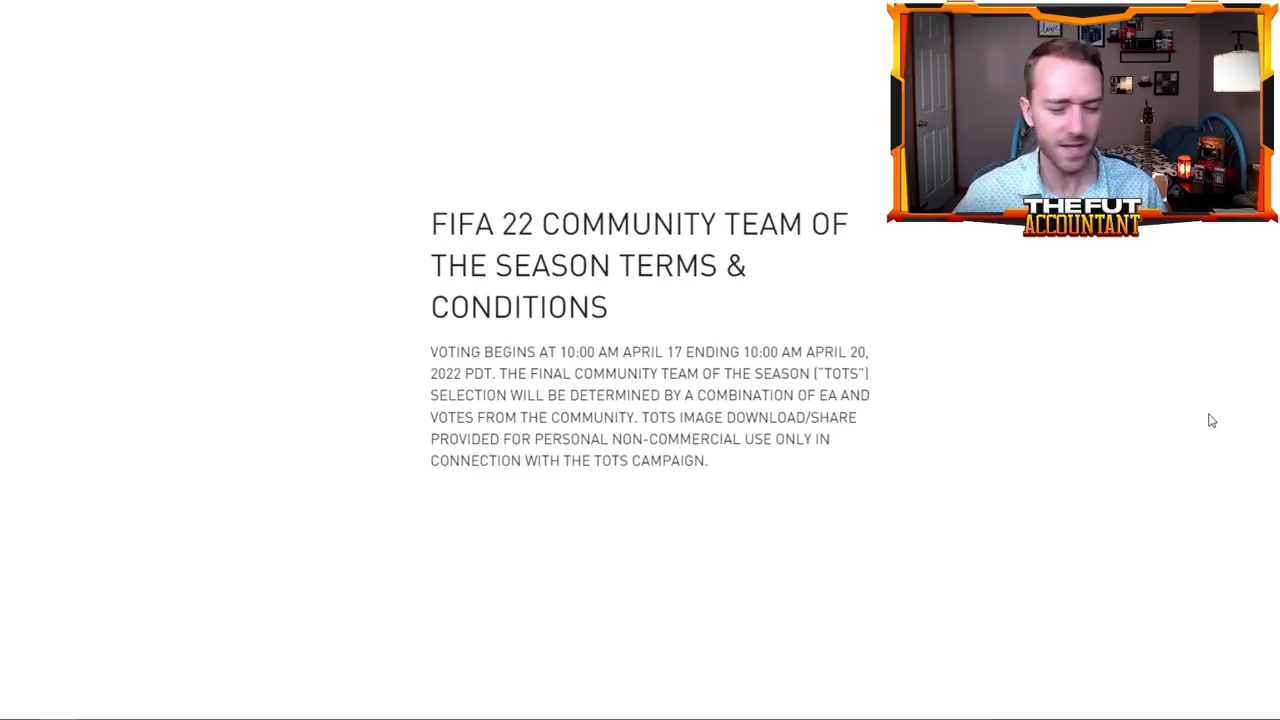 THE FUT
ACCOUNTANT
FIFA 22 COMMUNITY TEAM OF
THE SEASON TERMS &
CONDITIONS
VOTING BEGINS AT 10:00 AM APRIL 17 ENDING 10:00 AM APRIL 20,
2022 PDT. THE FINAL COMMUNITY TEAM OF THE SEASON ("TOTS")
SELECTION WILL BE DETERMINED BY A COMBINATION OF EA AND
VOTES FROM THE COMMUNITY. TOTS IMAGE DOWNLOAD/SHARE
PROVIDED FOR PERSONAL NON-COMMERCIAL USE ONLY IN
CONNECTION WITH THE TOTS CAMPAIGN.